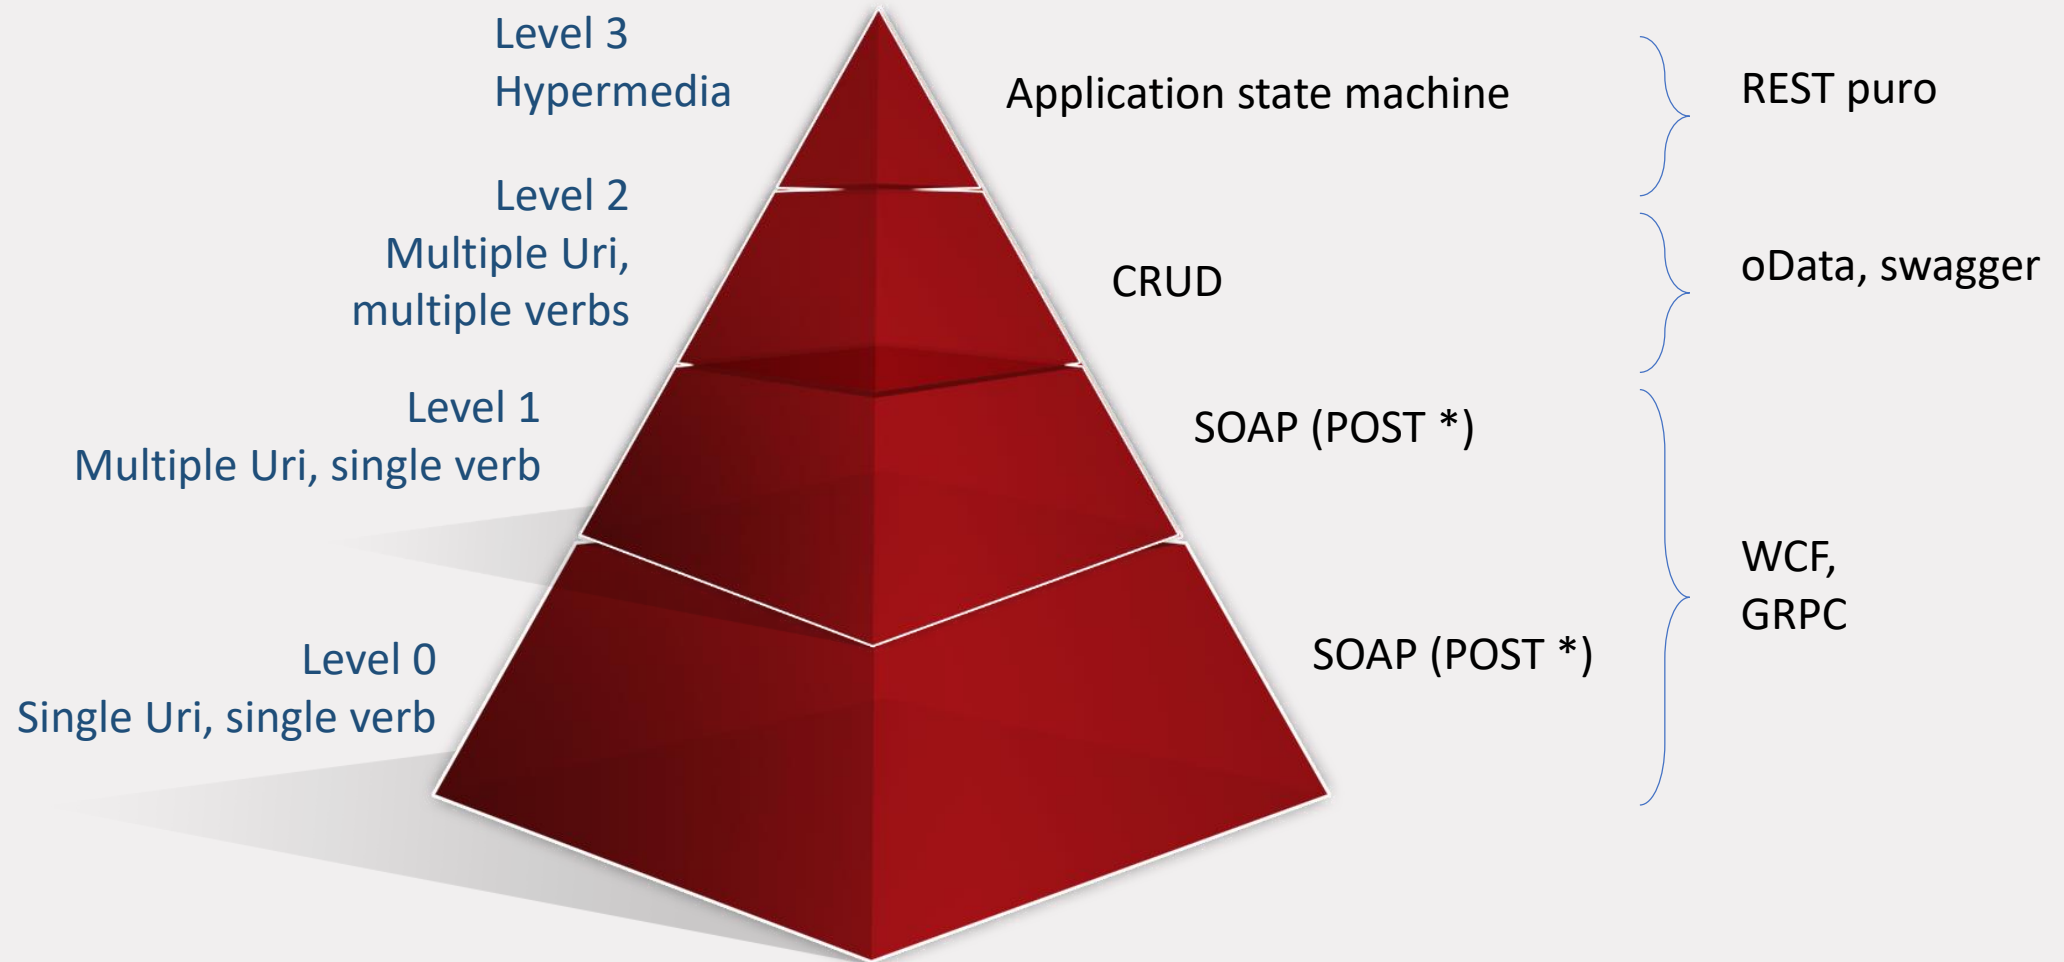 Level 3
Hypermedia
Application state machine
REST puro
Level 2
Multiple Uri,
multiple verbs
CRUD
oData, swagger
Level 1
Multiple Uri, single verb
SOAP (POST *)
WCF,
GRPC
Level 0
Single Uri, single verb
SOAP (POST *)